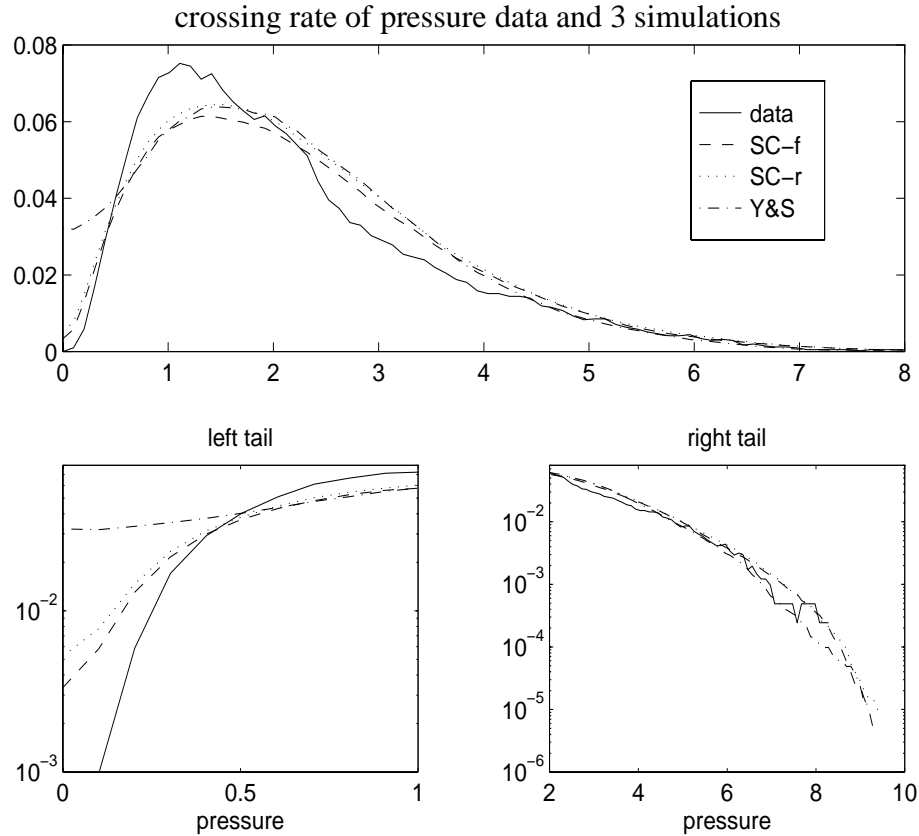 crossing rate of pressure data and 3 simulations
0.08
0.06
0.04
0.02
0
data
SC−f
SC−r
Y&S
0 1 2 3 4 5 6 7 8
left tail
10−2
10−3
0 0.5 1
pressure
right tail
10−2
10−3
10−4
10−5
10−6
2 4 6 8 10
pressure